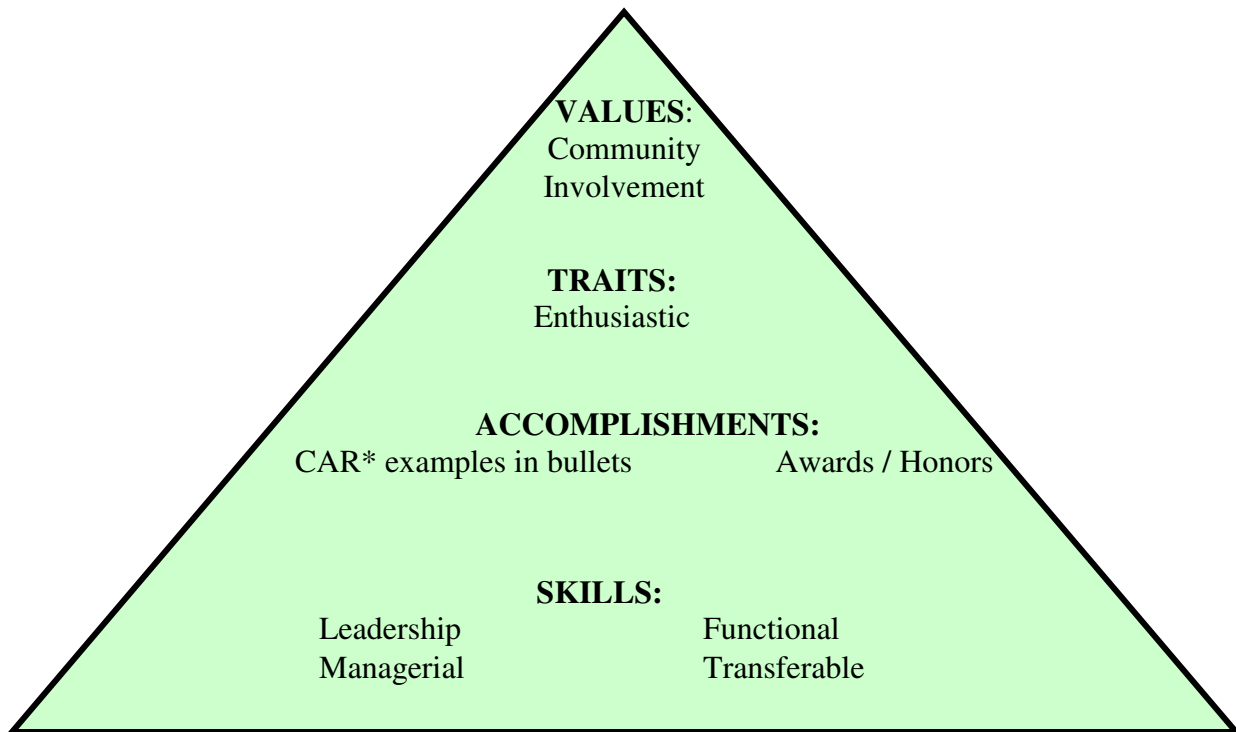 VALUES:
Community
Involvement
TRAITS:
Enthusiastic
ACCOMPLISHMENTS:
CAR* examples in bullets Awards / Honors
SKILLS:
Leadership Functional
Managerial Transferable